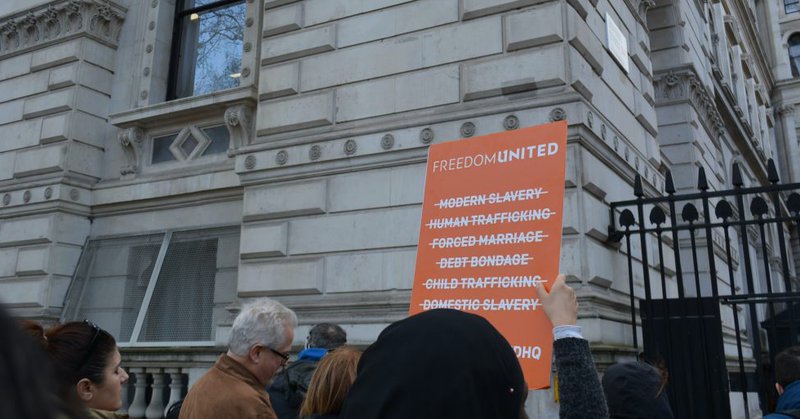 FREEDOMUNITED
MODERN SLAVERY
HUMAN TRAFFICKING
FORCED MARRIAGE
DEBT BONDAGE
CHILD TRAFFICKING
DOMESTIC SLAVERY